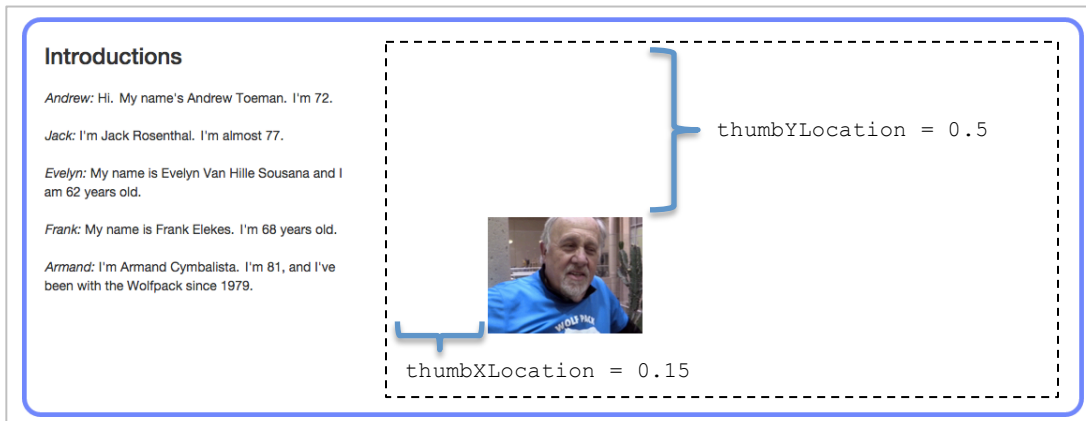 Introductions
Andrew: Hi. My name's Andrew Toeman. I'm 72.
Jack: I'm Jack Rosenthal. I'm almost 77.
Evelyn: My name is Evelyn Van Hille Sousana and I
am 62 years old.
Frank: My name is Frank Elekes. I'm 68 years old.
Armand: I'm Armand Cymbalista. I'm 81, and I've
been with the Wolfpack since 1979.
thumbYLocation = 0.5
WOLF PACK
thumbXLocation = 0.15